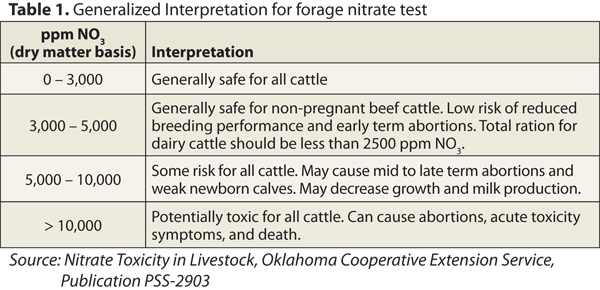 Table 1. Generalized Interpretation for forage nitrate test
ppm NO₃
(dry matter basis)
Interpretation
0 – 3,000
Generally safe for all cattle
3,000 – 5,000
Generally safe for non-pregnant beef cattle. Low risk of reduced
breeding performance and early term abortions. Total ration for
dairy cattle should be less than 2500 ppm NO₃.
5,000 – 10,000
Some risk for all cattle. May cause mid to late term abortions and
weak newborn calves. May decrease growth and milk production.
> 10,000
Potentially toxic for all cattle. Can cause abortions, acute toxicity
symptoms, and death.
Source: Nitrate Toxicity in Livestock, Oklahoma Cooperative Extension Service,
Publication PSS-2903